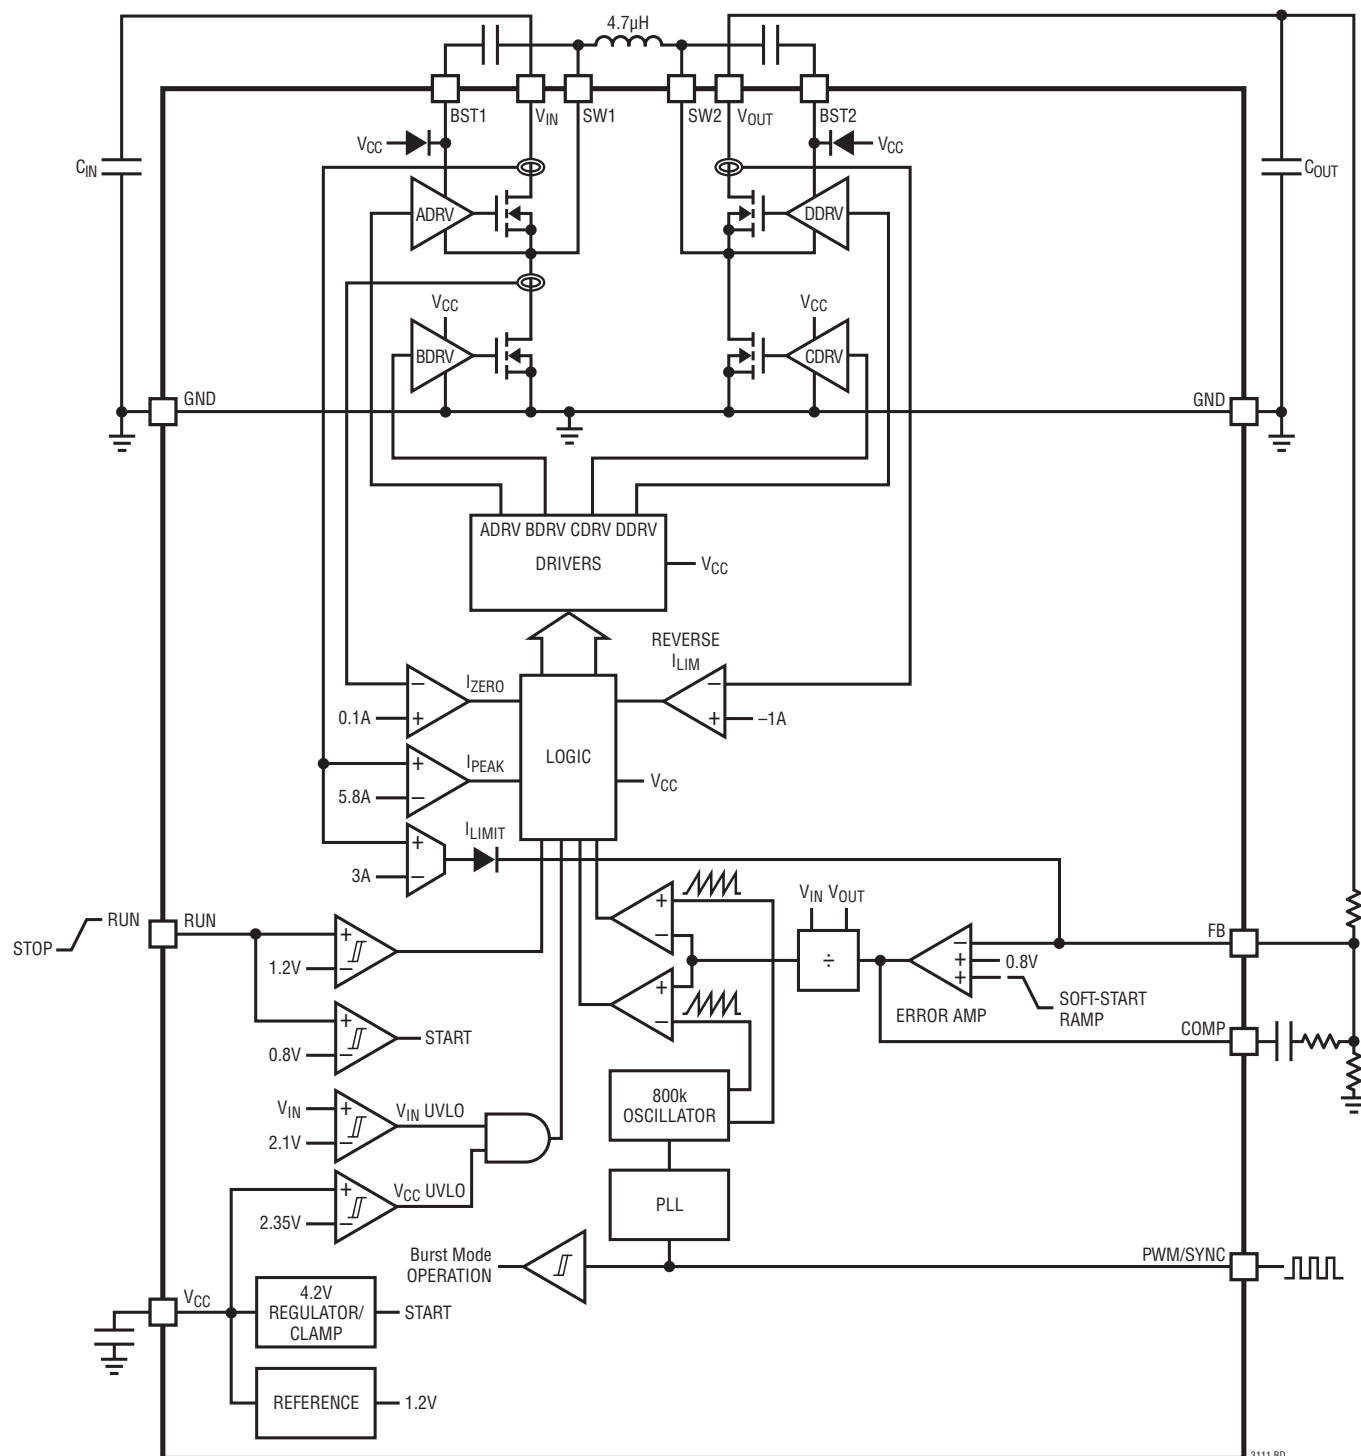 4.7µH
BST1
VIN
SW1
SW2
VOUT
BST2
VCC
VCC
CIN
COUT
ADRV
DDRV
VCC
VCC
BDRV
CDRV
GND
GND
ADRV BDRV CDRV DDRV
DRIVERS
VCC
REVERSE
ILIM
–
IZERO
–
0.1A
+
+
–1A
LOGIC
+
IPEAK
VCC
5.8A
–
ILIMIT
+
3A
–
VIN VOUT
RUN
RUN
STOP
+
+
–
÷
–
+
+
0.8V
FB
1.2V
–
+
–
ERROR AMP
SOFT-START
RAMP
COMP
+
START
0.8V
–
800k
OSCILLATOR
VIN
+
VIN UVLO
2.1V
–
PLL
+
VCC UVLO
2.35V
–
Burst Mode
OPERATION
PWM/SYNC
VCC
4.2V
REGULATOR/
CLAMP
START
REFERENCE
1.2V
3111 BD